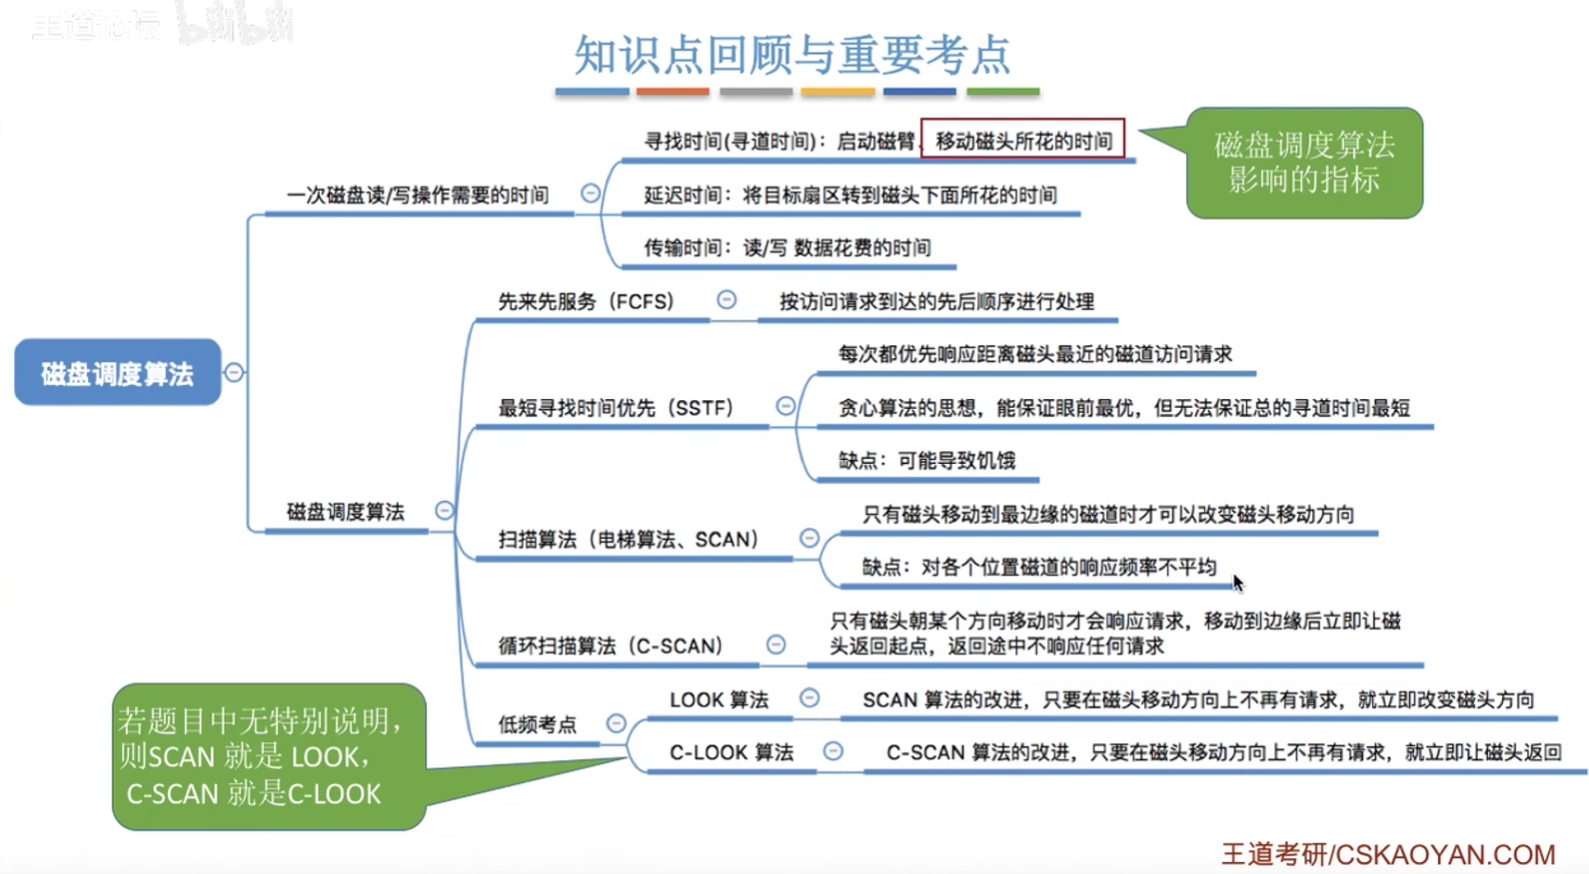 王道论坛 bilibili
知识点回顾与重要考点
寻找时间(寻道时间)：启动磁臂、移动磁头所花的时间
磁盘调度算法
影响的指标
一次磁盘读/写操作需要的时间
延迟时间：将目标扇区转到磁头下面所花的时间
传输时间：读/写 数据花费的时间
先来先服务（FCFS）
按访问请求到达的先后顺序进行处理
每次都优先响应距离磁头最近的磁道访问请求
磁盘调度算法
最短寻找时间优先（SSTF）
贪心算法的思想，能保证眼前最优，但无法保证总的寻道时间最短
缺点：可能导致饥饿
磁盘调度算法
只有磁头移动到最边缘的磁道时才可以改变磁头移动方向
扫描算法（电梯算法、SCAN）
缺点：对各个位置磁道的响应频率不平均
循环扫描算法（C-SCAN）
只有磁头朝某个方向移动时才会响应请求，移动到边缘后立即让磁
头返回起点，返回途中不响应任何请求
低频考点
LOOK 算法
SCAN 算法的改进，只要在磁头移动方向上不再有请求，就立即改变磁头方向
C-LOOK 算法
C-SCAN 算法的改进，只要在磁头移动方向上不再有请求，就立即让磁头返回
若题目中无特别说明，
则SCAN 就是 LOOK，
C-SCAN 就是C-LOOK
王道考研/CSKAOYAN.COM